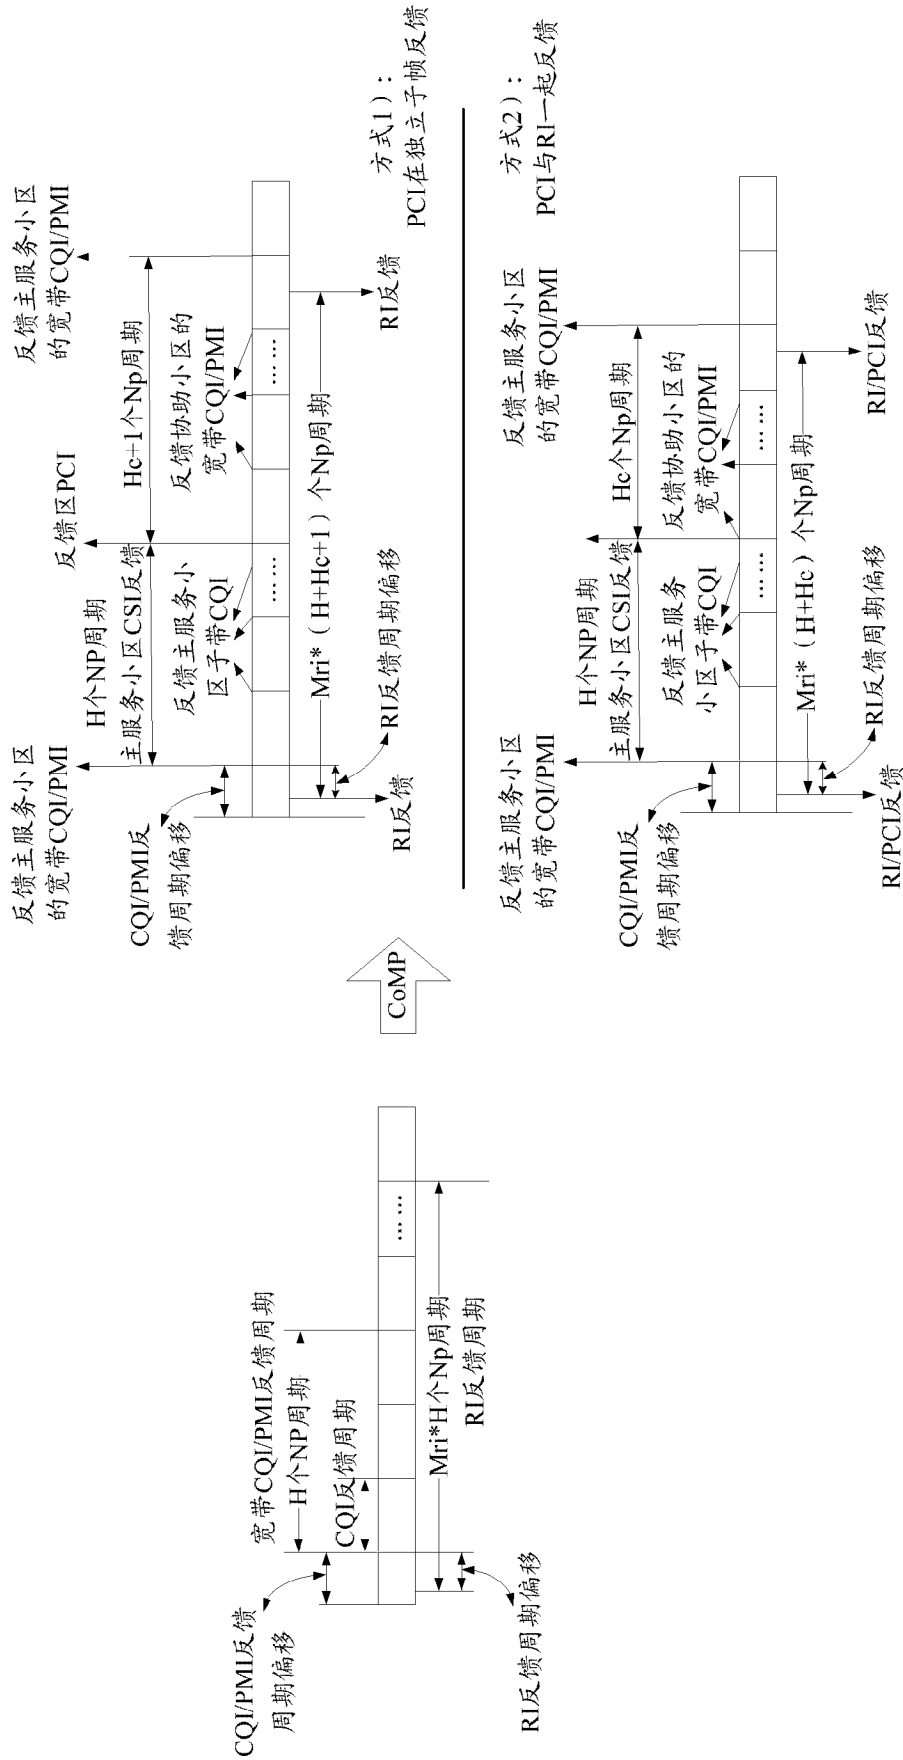 CQI/PMI反馈
周期偏移
宽带CQI/PMI反馈周期
H个NP周期
CQI反馈周期
… …
Mri*H个Np周期
RI反馈周期
RI反馈周期偏移
CoMP
反馈主服务小区
的宽带CQI/PMI
反馈区PCI
反馈主服务小区
的宽带CQI/PMI
H个NP周期
主服务小区CSI反馈
Hc+1个Np周期
CQI/PMI反
馈周期偏移
反馈主服务小
区子带CQI
反馈协助小区的
宽带CQI/PMI
… …
… …
Mri*（H+Hc+1）个Np周期
RI反馈
RI反馈周期偏移
RI反馈
方式1）：
PCI在独立子帧反馈
反馈主服务小区
的宽带CQI/PMI
反馈主服务小区
的宽带CQI/PMI
H个NP周期
主服务小区CSI反馈
Hc个Np周期
CQI/PMI反
馈周期偏移
反馈主服务
小区子带CQI
反馈协助小区的
宽带CQI/PMI
… …
… …
Mri*（H+Hc）个Np周期
RI/PCI反馈
RI反馈周期偏移
RI/PCI反馈
方式2）：
PCI与RI一起反馈